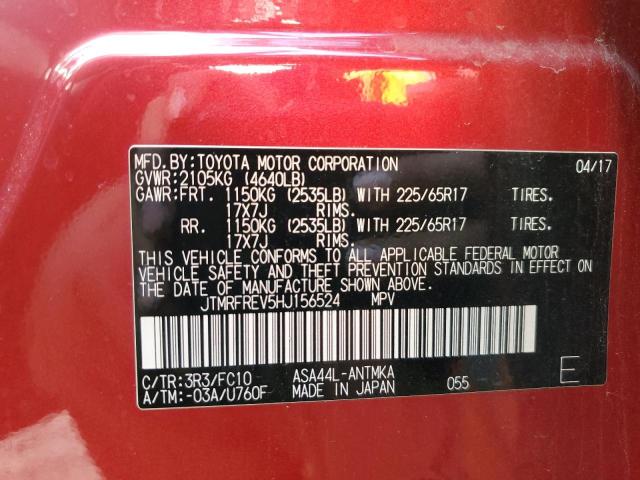 MFD.BY:TOYOTA MOTOR CORPORATION 04/17
GVWR:2105KG (4640LB)
GAWR:FRT. 1150KG (2535LB) WITH 225/65R17 TIRES.
17X7J RIMS.
RR. 1150KG (2535LB) WITH 225/65R17 TIRES.
17X7J RIMS.
THIS VEHICLE CONFORMS TO ALL APPLICABLE FEDERAL MOTOR
VEHICLE SAFETY AND THEFT PREVENTION STANDARDS IN EFFECT ON
THE DATE OF MANUFACTURE SHOWN ABOVE.
JTMRFREV5HJ156524 MPV
C/TR:3R3/FC10 ASA44L-ANTMKA
A/TM:-03A/U760F MADE IN JAPAN 055 E